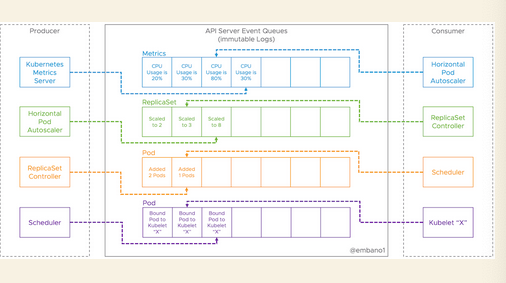 Producer
API Server Event Queues
(immutable Logs)
Consumer
Kubernetes
Metrics
Server
Metrics
CPU
Usage is
20%
CPU
Usage is
30%
CPU
Usage is
80%
CPU
Usage is
30%
Horizontal
Pod
Autoscaler
Horizontal
Pod
Autoscaler
ReplicaSet
Scaled
to 2
Scaled
to 3
Scaled
to 8
ReplicaSet
Controller
ReplicaSet
Controller
Pod
Added
2 Pods
Added
1 Pods
Scheduler
Scheduler
Pod
Bound
Pod to
Kubelet
"X"
Bound
Pod to
Kubelet
"X"
Bound
Pod to
Kubelet
"X"
Kubelet "X"
@embano1